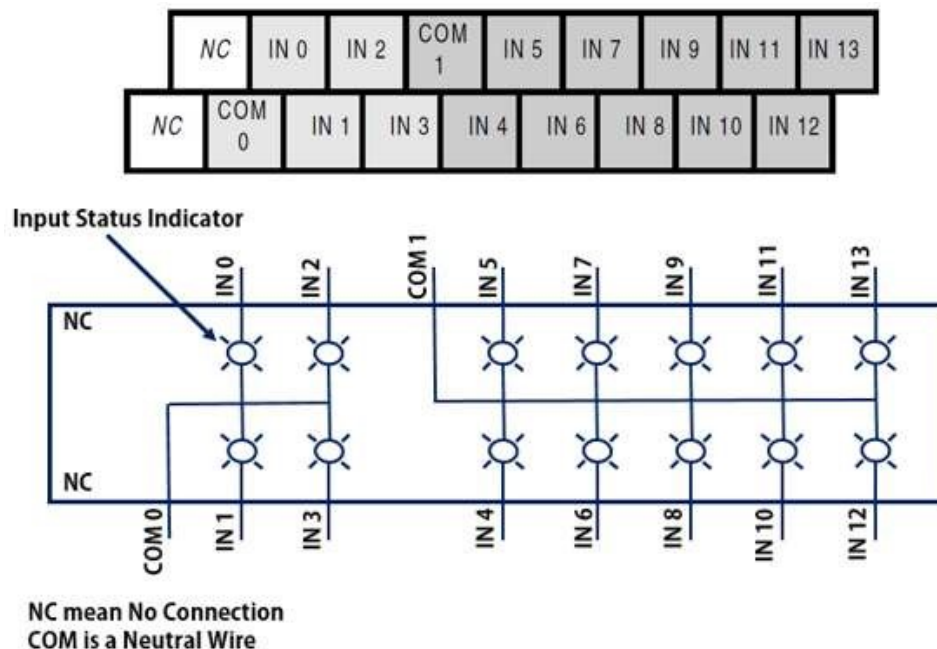 NC IN 0 IN 2 COM 1 IN 5 IN 7 IN 9 IN 11 IN 13
NC COM 0 IN 1 IN 3 IN 4 IN 6 IN 8 IN 10 IN 12
Input Status Indicator
IN 0 IN 2 COM 1 IN 5 IN 7 IN 9 IN 11 IN 13
NC
NC
COM 0 IN 1 IN 3 IN 4 IN 6 IN 8 IN 10 IN 12
NC mean No Connection
COM is a Neutral Wire